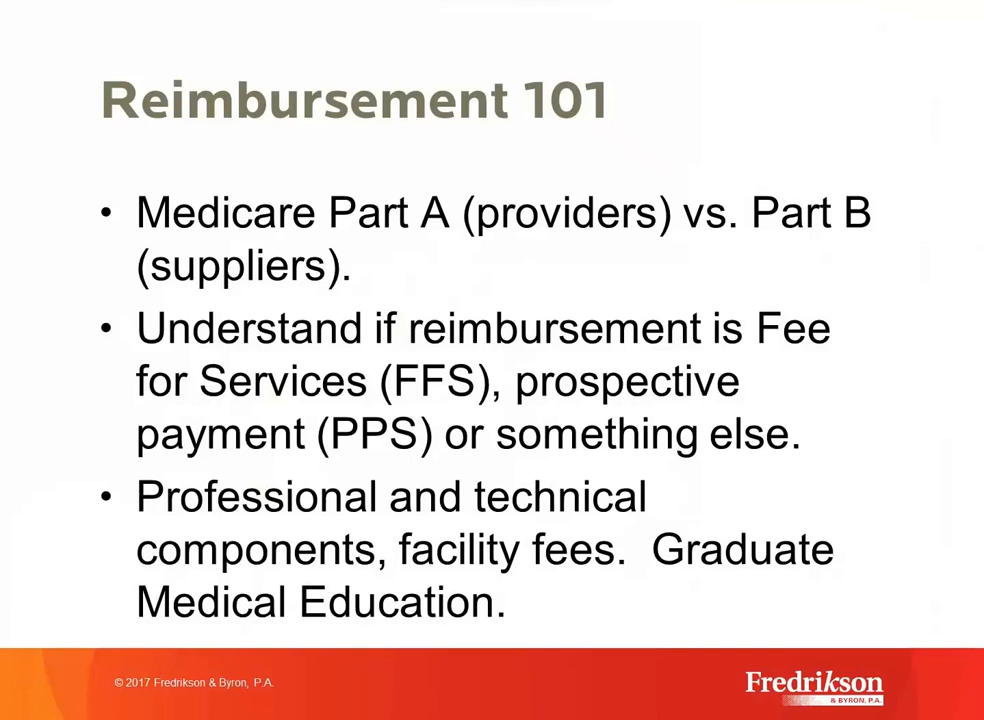 Reimbursement 101
• Medicare Part A (providers) vs. Part B
(suppliers).
• Understand if reimbursement is Fee
for Services (FFS), prospective
payment (PPS) or something else.
• Professional and technical
components, facility fees.  Graduate
Medical Education.
© 2017 Fredrikson & Byron, P.A.
Fredrikson
& BYRON, P.A.